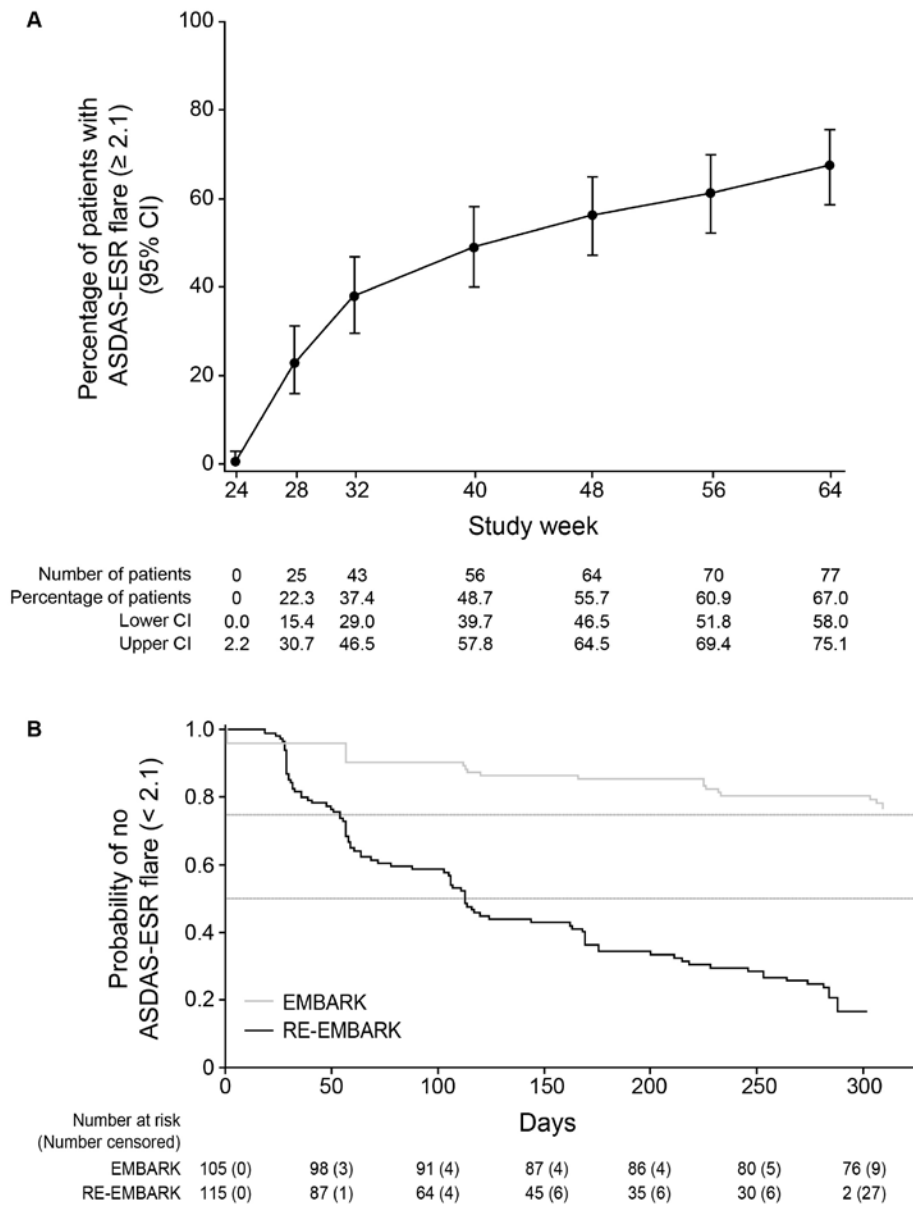 A
Percentage of patients with
ASDAS-ESR flare (≥ 2.1)
(95% CI)
100
80
60
40
20
0
24 28 32 40 48 56 64
Study week
Number of patients 0 25 43 56 64 70 77
Percentage of patients 0 22.3 37.4 48.7 55.7 60.9 67.0
Lower CI 0.0 15.4 29.0 39.7 46.5 51.8 58.0
Upper CI 2.2 30.7 46.5 57.8 64.5 69.4 75.1
B
Probability of no
ASDAS-ESR flare (< 2.1)
1.0
0.8
0.6
0.4
0.2
0
EMBARK
RE-EMBARK
0 50 100 150 200 250 300
Days
Number at risk
(Number censored)
EMBARK 105 (0) 98 (3) 91 (4) 87 (4) 86 (4) 80 (5) 76 (9)
RE-EMBARK 115 (0) 87 (1) 64 (4) 45 (6) 35 (6) 30 (6) 2 (27)